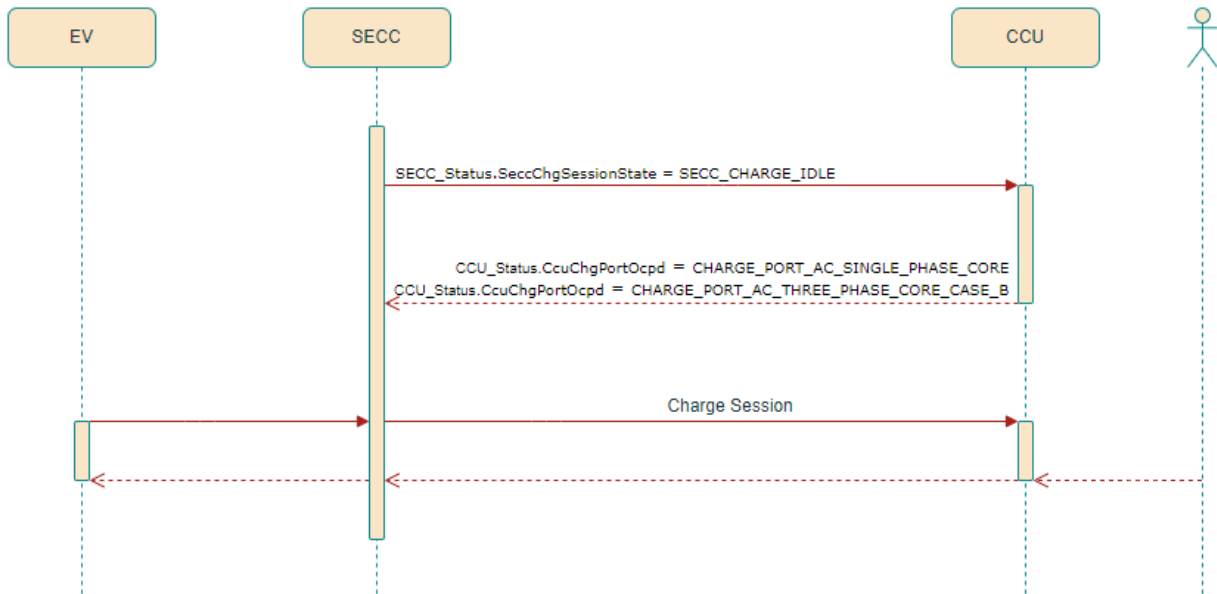 EV
SECC
CCU
SECC_Status.SeccChgSessionState = SECC_CHARGE_IDLE
CCU_Status.CcuChgPortOcpd = CHARGE_PORT_AC_SINGLE_PHASE_CORE
CCU_Status.CcuChgPortOcpd = CHARGE_PORT_AC_THREE_PHASE_CORE_CASE_B
Charge Session